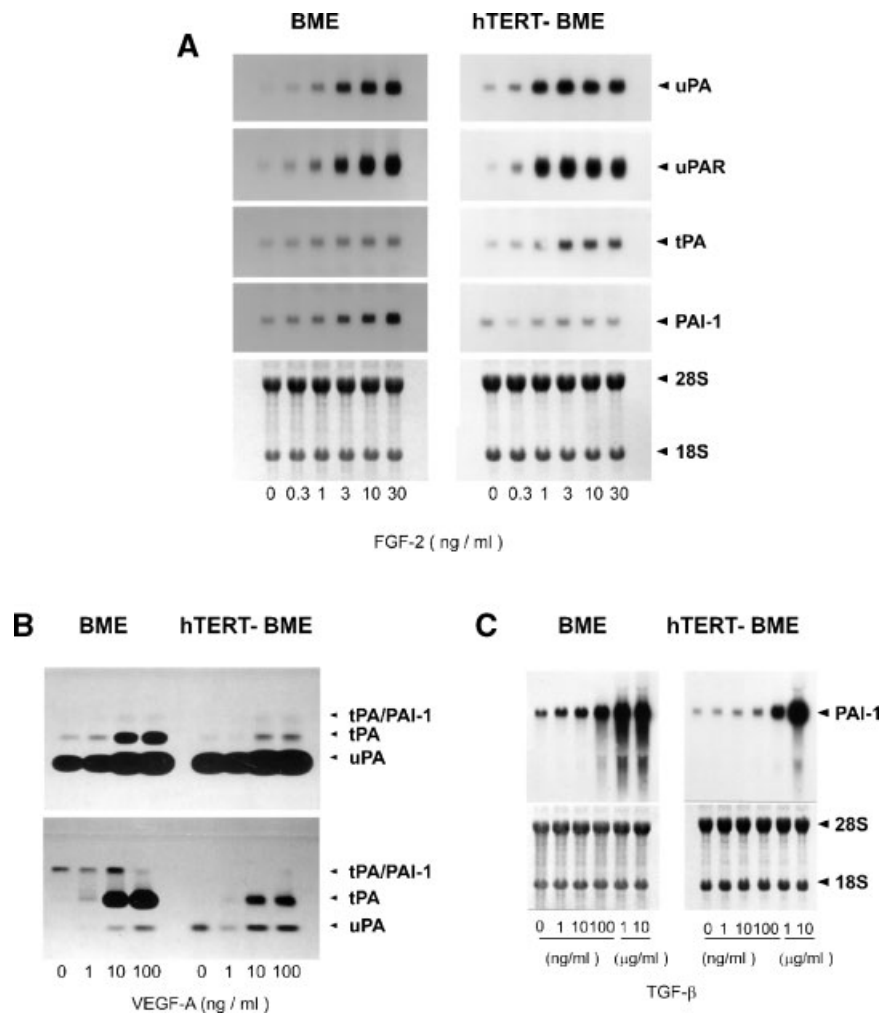 BME hTERT- BME
A
uPA
uPAR
tPA
PAI-1
28S
18S
0 0.3 1 3 10 30 0 0.3 1 3 10 30
FGF-2 ( ng / ml )
B BME hTERT- BME
tPA/PAI-1
tPA
uPA
tPA/PAI-1
tPA
uPA
0 1 10 100 0 1 10 100
VEGF-A (ng / ml )
C BME hTERT- BME
PAI-1
28S
18S
0 1 10 100 1 10 0 1 10 100 1 10
(ng/ml ) (μg/ml ) (ng/ml ) (μg/ml )
TGF-β